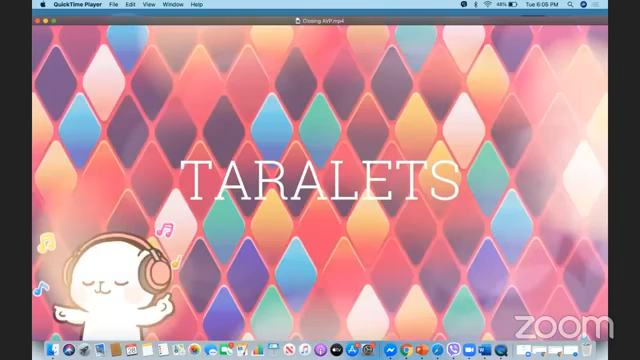 QuickTime Player File Edit View Window Help
48% Tue 6:05 PM
Closing AVP.mp4
TARALETS
zoom